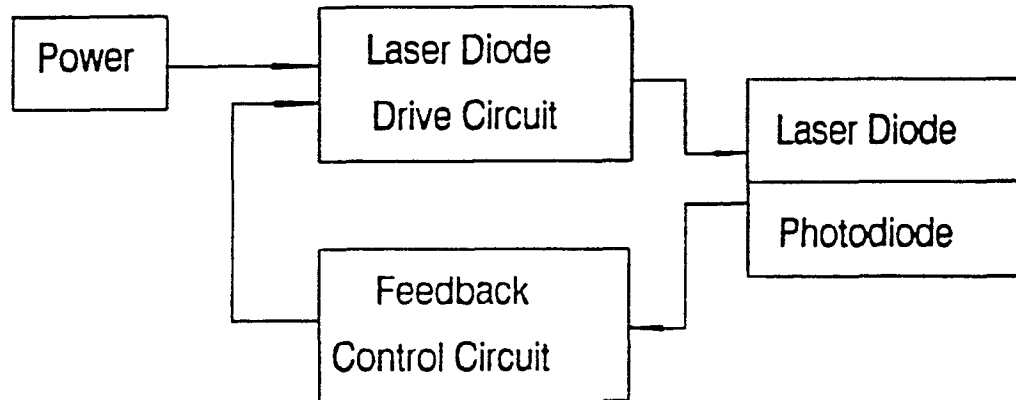 Power
Laser Diode
Drive Circuit
Laser Diode
Photodiode
Feedback
Control Circuit